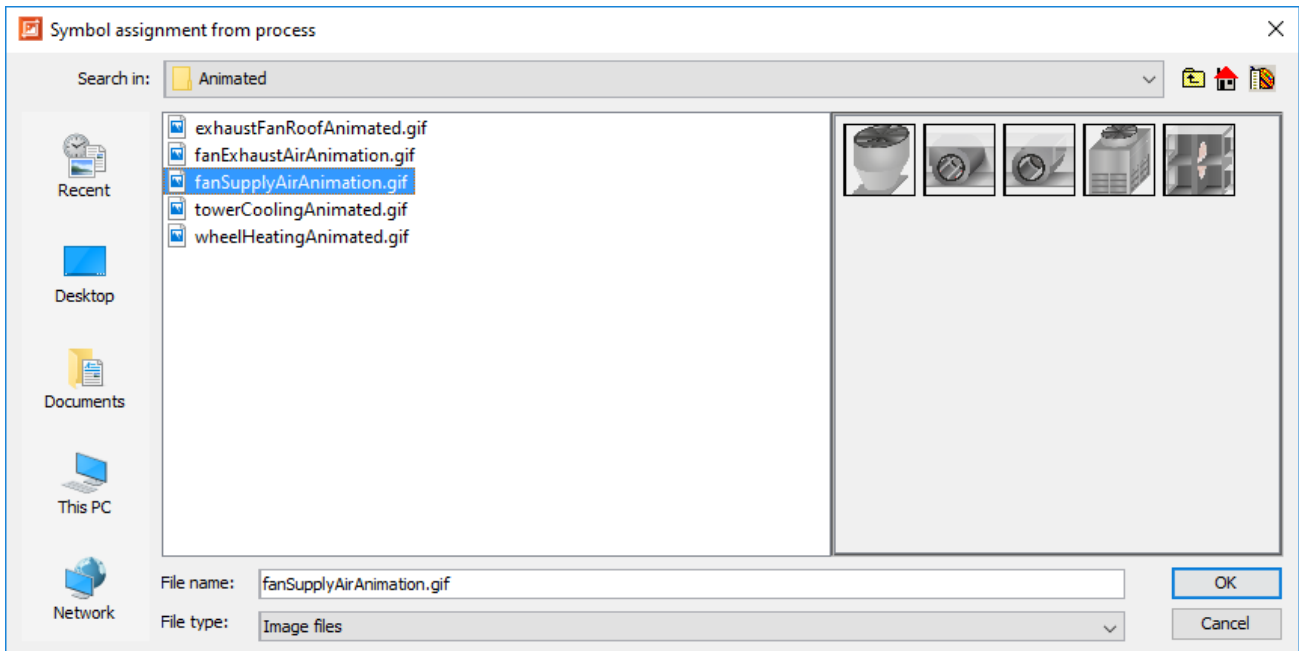 Symbol assignment from process
Search in:
Animated
Recent
Desktop
Documents
This PC
Network
exhaustFanRoofAnimated.gif
fanExhaustAirAnimation.gif
fanSupplyAirAnimation.gif
towerCoolingAnimated.gif
wheelHeatingAnimated.gif
File name:
fanSupplyAirAnimation.gif
OK
File type:
Image files
Cancel